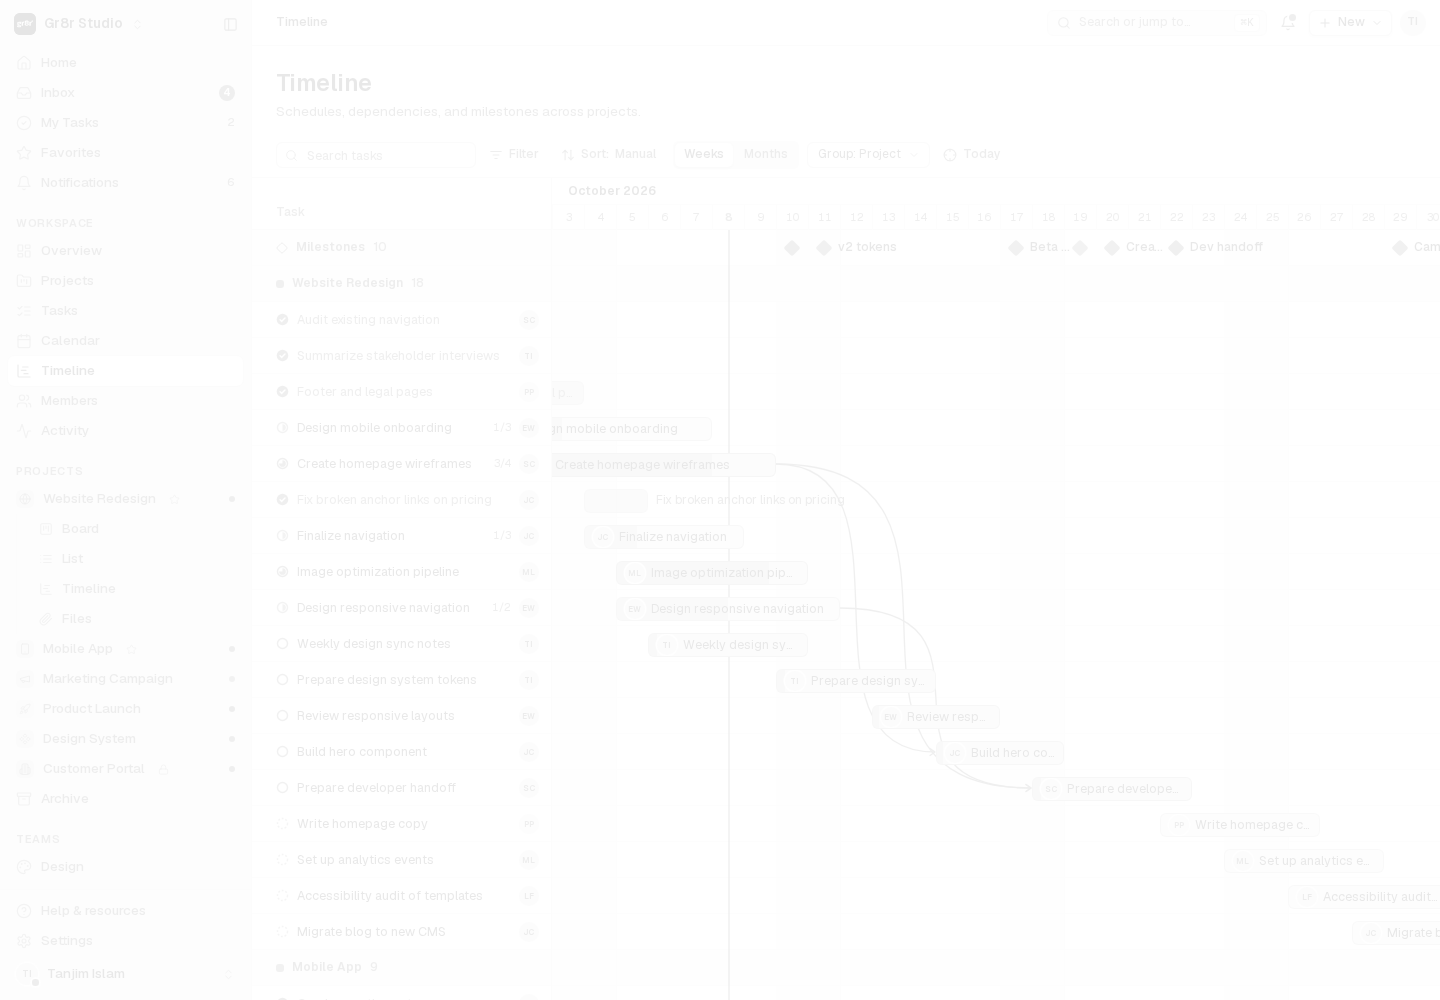 Gr8r Studio
Home
Inbox 4
My Tasks 2
Favorites
Notifications 6
WORKSPACE
Overview
Projects
Tasks
Calendar
Timeline
Members
Activity
PROJECTS
Website Redesign
Board
List
Timeline
Files
Mobile App
Marketing Campaign
Product Launch
Design System
Customer Portal
Archive
TEAMS
Design
Help & resources
Settings
TI Tanjim Islam
Timeline
Search or jump to... ⌘K
New
TI
Timeline
Schedules, dependencies, and milestones across projects.
Search tasks
Filter
Sort: Manual
Weeks Months
Group: Project
Today
October 2026
Task
3 4 5 6 7 8 9 10 11 12 13 14 15 16 17 18 19 20 21 22 23 24 25 26 27 28 29 30
Milestones 10
v2 tokens
Beta ...
Crea...
Dev handoff
Cam
Website Redesign 18
Audit existing navigation SC
Summarize stakeholder interviews TI
Footer and legal pages PP
l p...
Design mobile onboarding 1/3 EW
gn mobile onboarding
Create homepage wireframes 3/4 SC
Create homepage wireframes
Fix broken anchor links on pricing JC
Fix broken anchor links on pricing
Finalize navigation 1/3 JC
JC Finalize navigation
Image optimization pipeline ML
ML Image optimization pip...
Design responsive navigation 1/2 EW
EW Design responsive navigation
Weekly design sync notes TI
TI Weekly design sy...
Prepare design system tokens TI
TI Prepare design sy...
Review responsive layouts EW
EW Review resp...
Build hero component JC
JC Build hero co...
Prepare developer handoff SC
SC Prepare develope...
Write homepage copy PP
PP Write homepage c...
Set up analytics events ML
ML Set up analytics e...
Accessibility audit of templates LF
LF Accessibility audit...
Migrate blog to new CMS JC
JC Migrate b
Mobile App 9